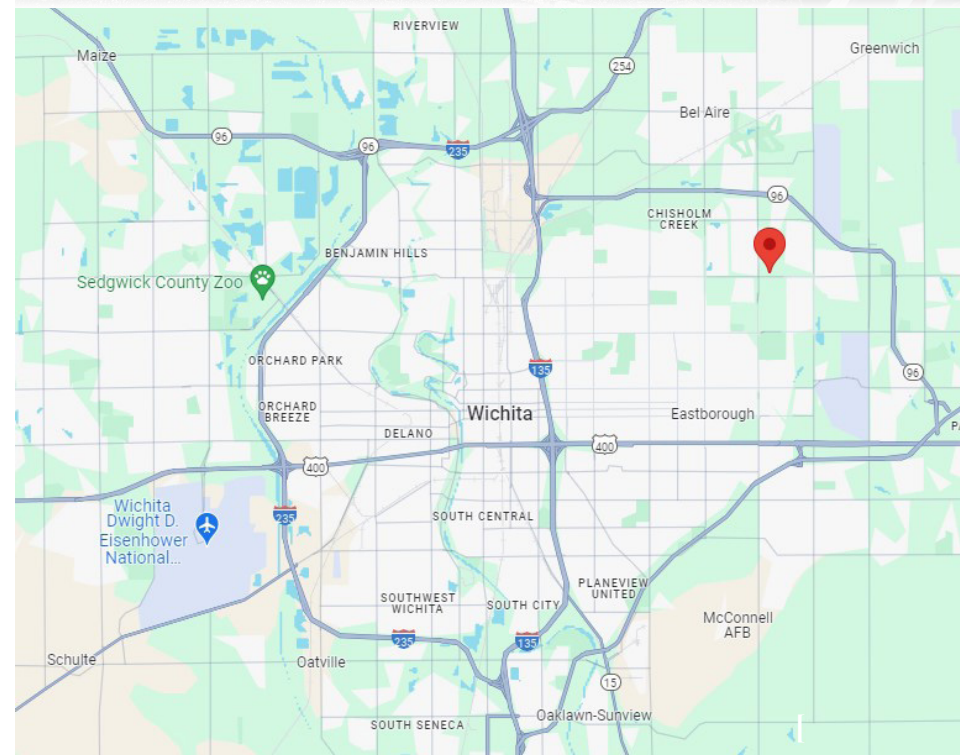 RIVERVIEW
Maize
Greenwich
254
Bel Aire
96
96
235
96
CHISHOLM
CREEK
BENJAMIN HILLS
Sedgwick County Zoo
ORCHARD PARK
135
96
ORCHARD
BREEZE
Wichita
Eastborough
DELANO
400
400
Wichita
Dwight D.
Eisenhower
National...
235
SOUTH CENTRAL
PLANEVIEW
UNITED
SOUTHWEST
WICHITA
SOUTH CITY
McConnell
AFB
235
135
Schulte
Oatville
15
SOUTH SENECA
Oaklawn-Sunview